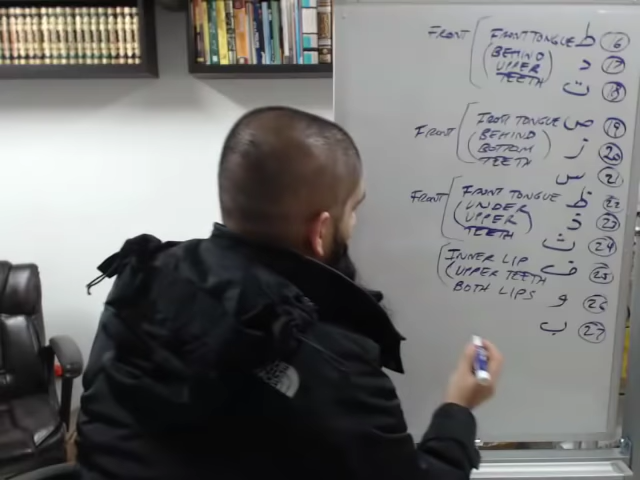 FRONT FRONT TONGUE ط 16
(BEHIND د 17
UPPER ت 18
TEETH)
FRONT FRONT TONGUE ص 19
(BEHIND ز 20
BOTTOM
TEETH) س 21
FRONT FRONT TONGUE ظ 22
(UNDER ذ 23
UPPER
TEETH) ث 24
INNER LIP ف 25
(UPPER TEETH
BOTH LIPS و 26
ب 27
THE NORTH FACE